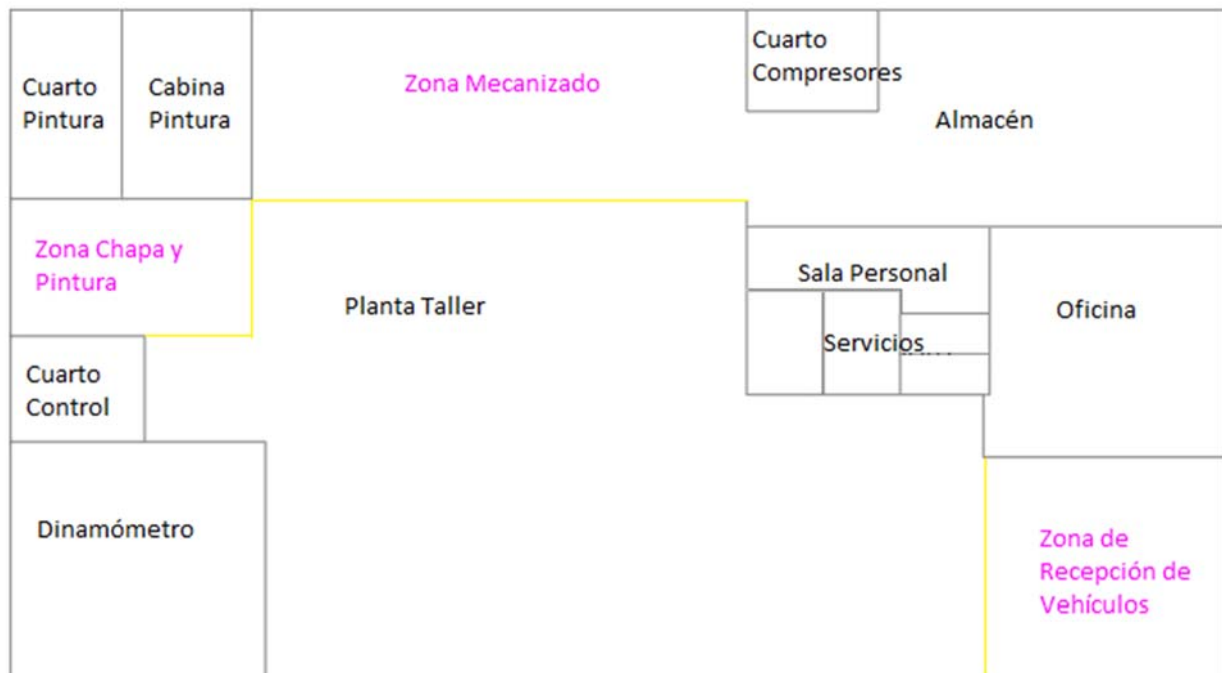 Cuarto
Pintura
Cabina
Pintura
Zona Mecanizado
Cuarto
Compresores
Almacén
Zona Chapa y
Pintura
Planta Taller
Sala Personal
Servicios
Oficina
Cuarto
Control
Dinamómetro
Zona de
Recepción de
Vehículos